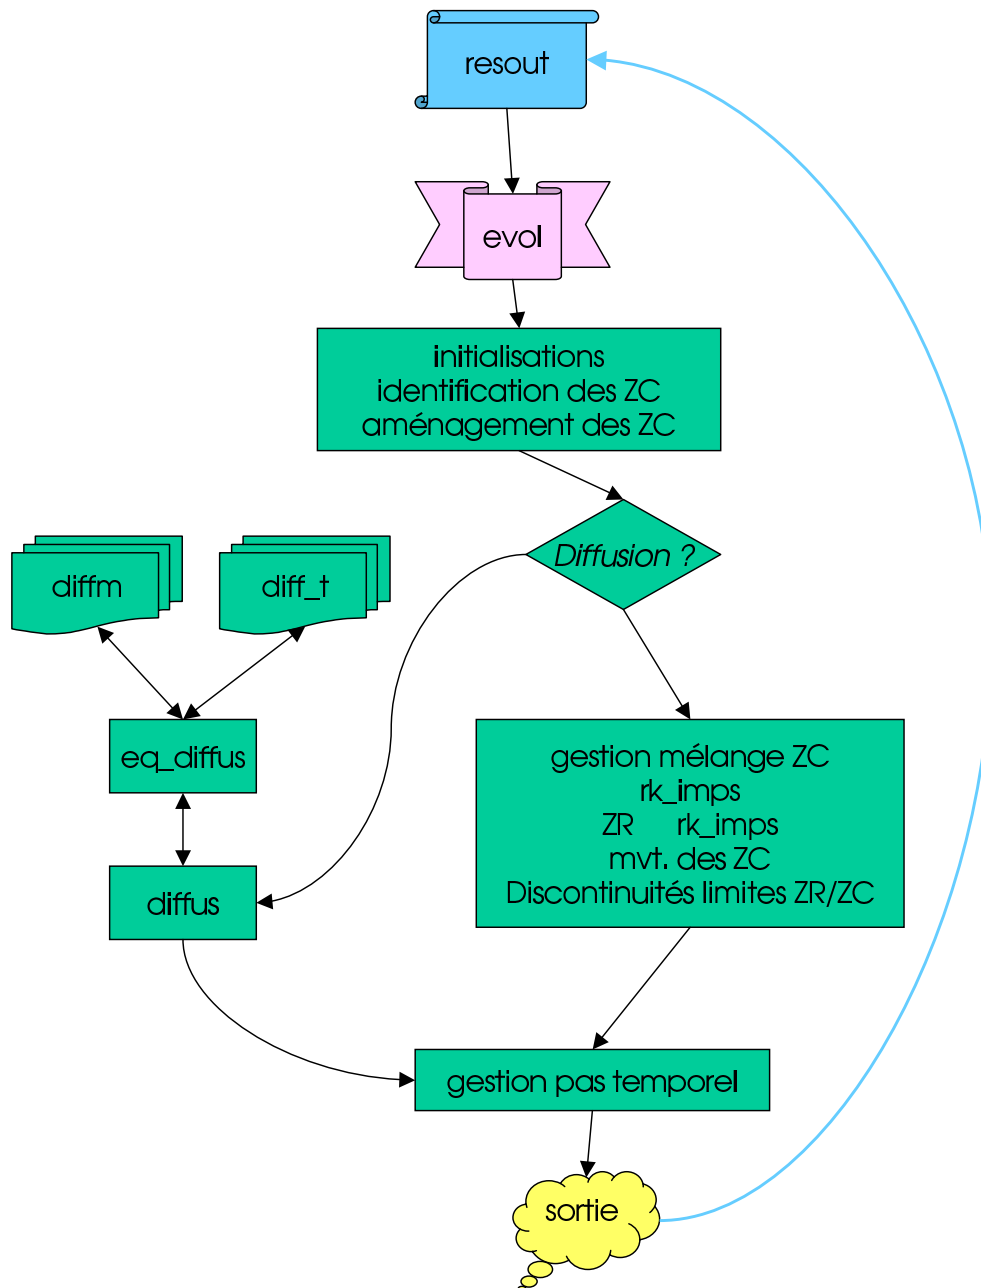 resout
evol
initialisations
identification des ZC
aménagement des ZC
Diffusion ?
diffm
diff_t
eq_diffus
diffus
gestion mélange ZC
rk_imps
ZR rk_imps
mvt. des ZC
Discontinuités limites ZR/ZC
gestion pas temporel
sortie